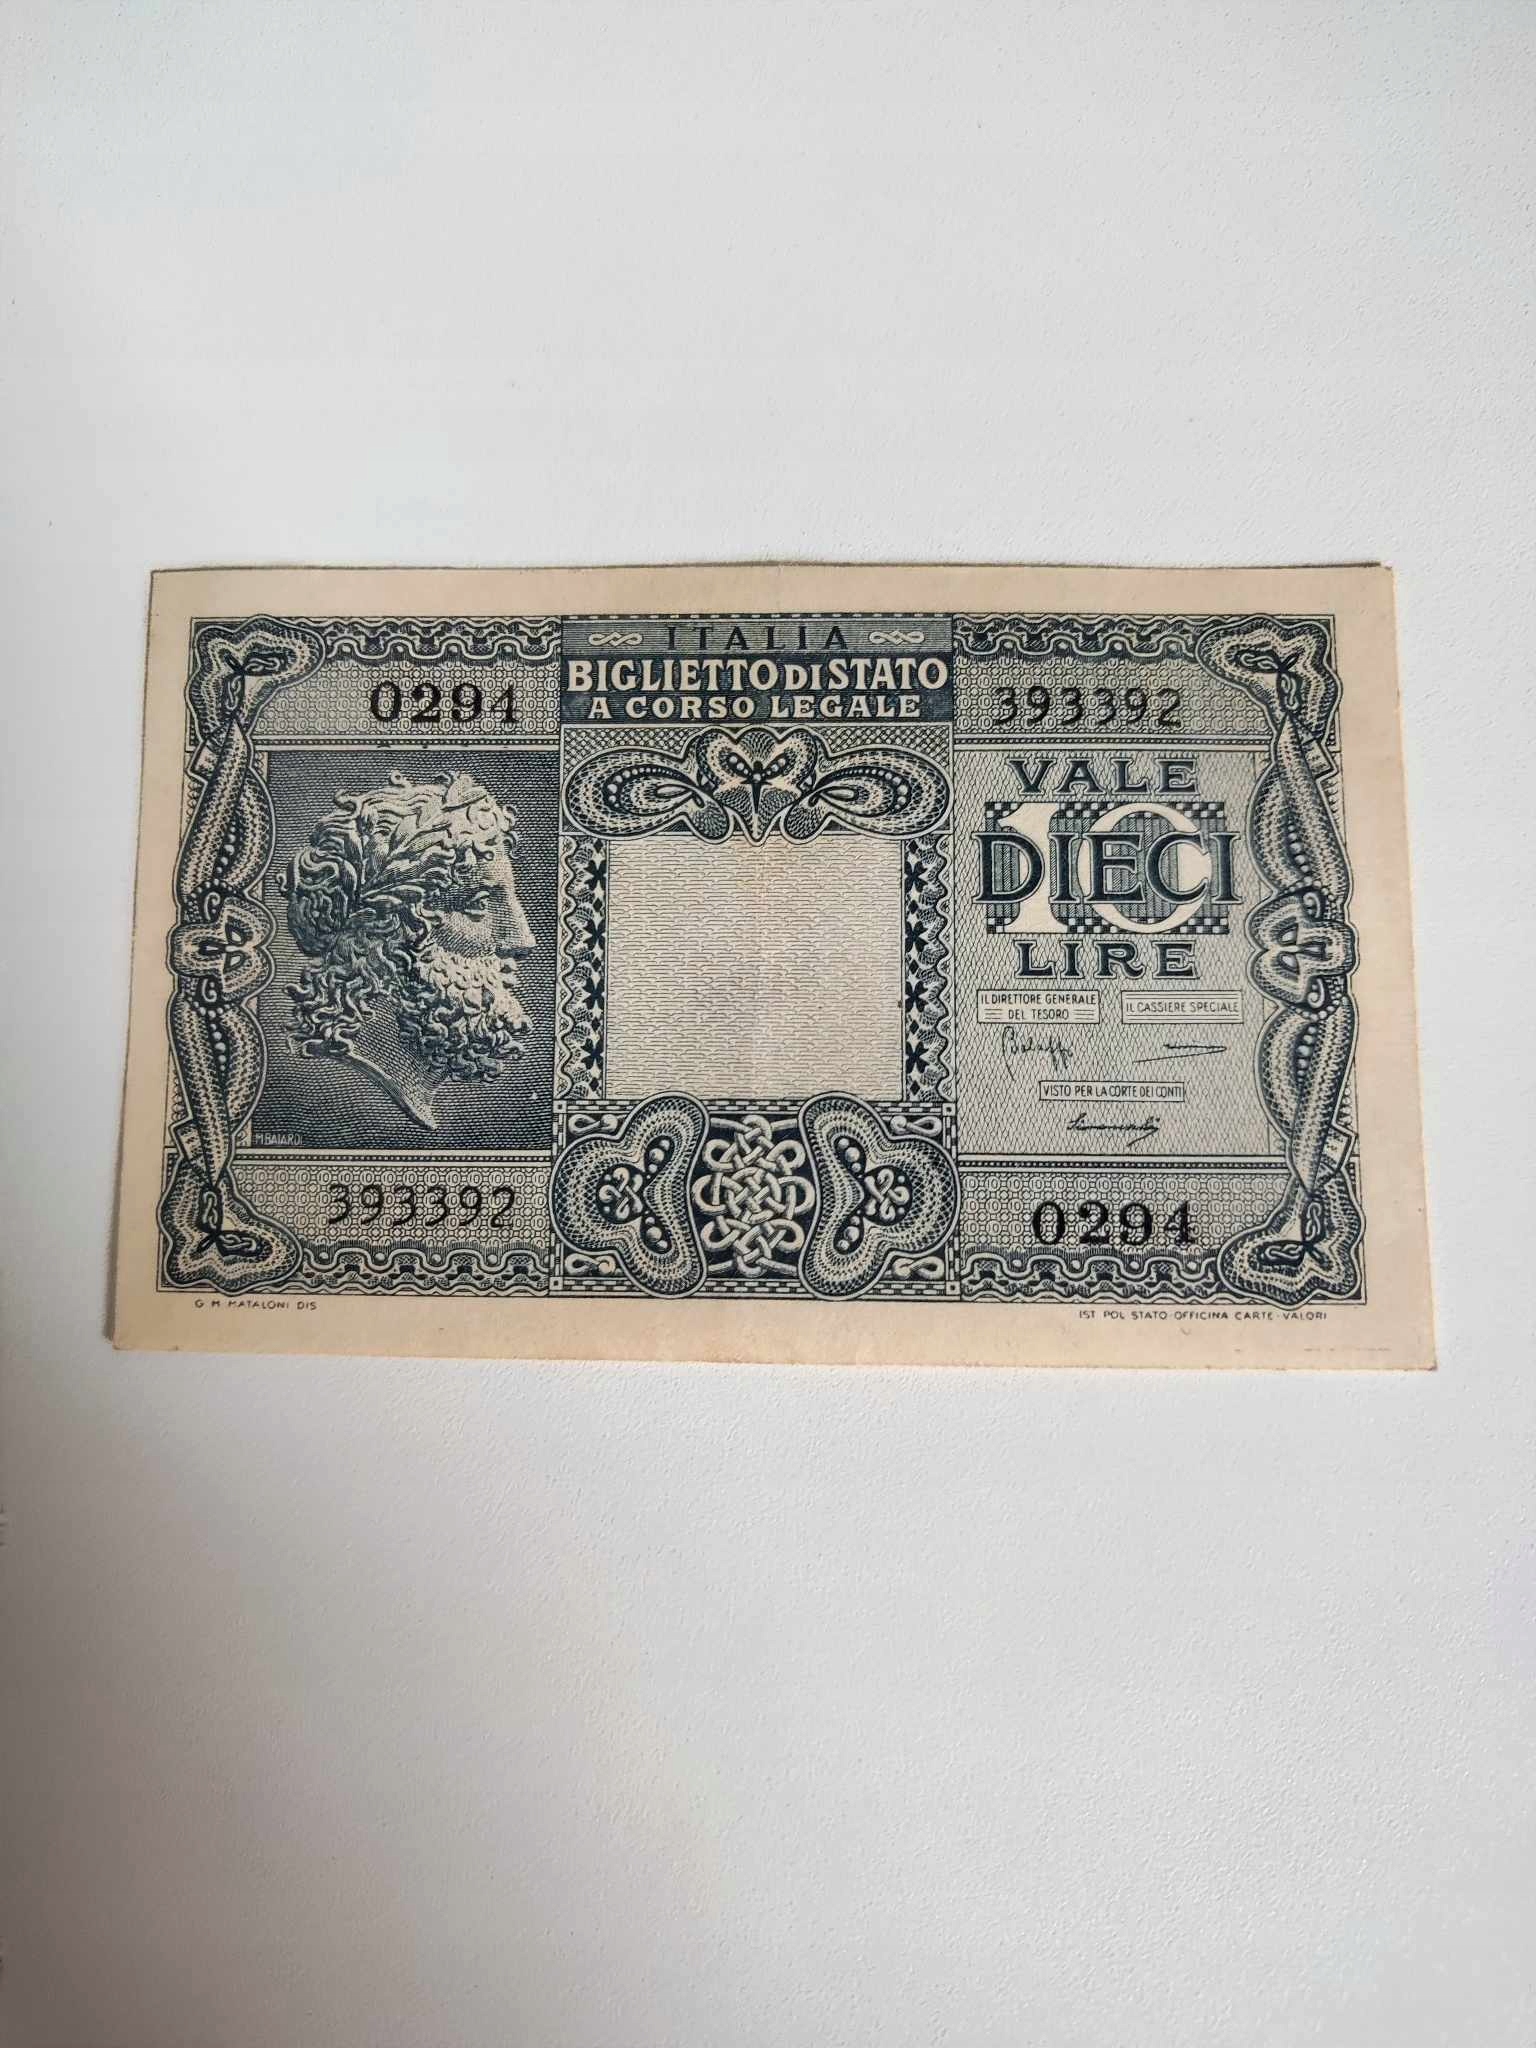 ITALIA
BIGLIETTO DI STATO
A CORSO LEGALE
0294
393392
VALE
10
DIECI
LIRE
IL DIRETTORE GENERALE
DEL TESORO
IL CASSIERE SPECIALE
VISTO PER LA CORTE DEI CONTI
M BAIARDI
393392
0294
G M MATALONI DIS
IST POL STATO-OFFICINA CARTE-VALORI